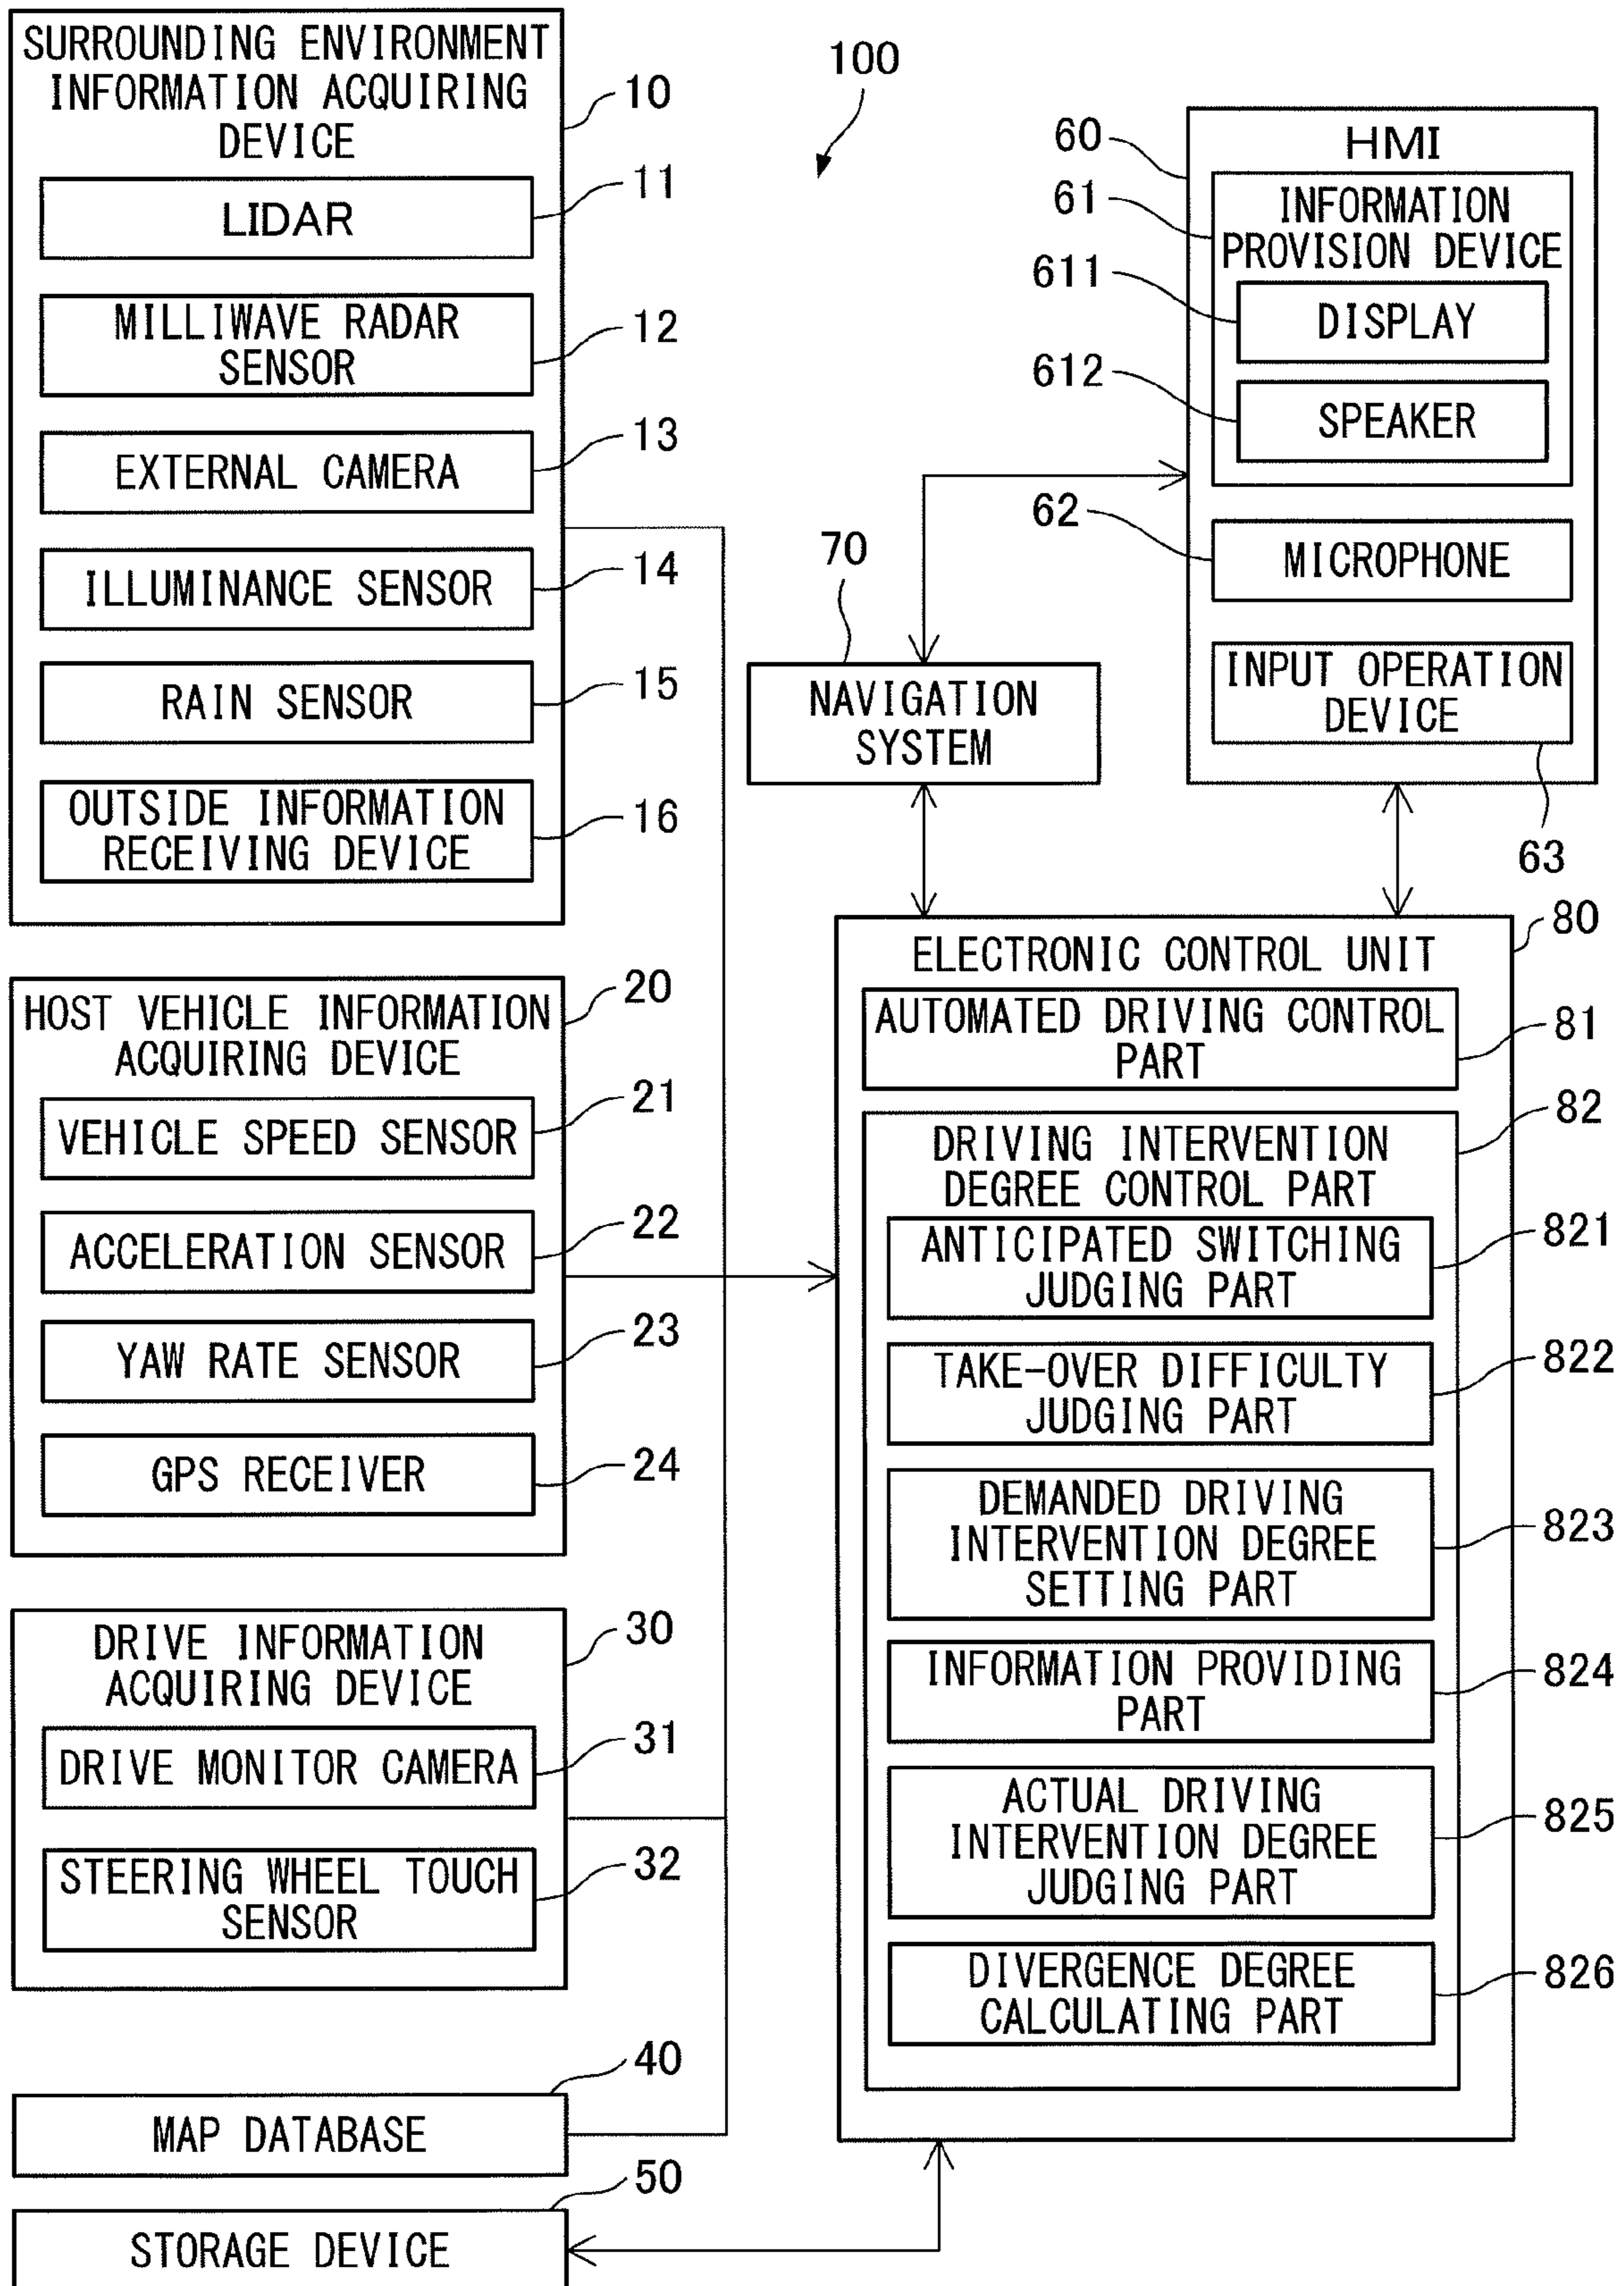 SURROUNDING ENVIRONMENT
INFORMATION ACQUIRING
DEVICE
10
LIDAR
11
MILLIWAVE RADAR
SENSOR
12
EXTERNAL CAMERA
13
ILLUMINANCE SENSOR
14
RAIN SENSOR
15
OUTSIDE INFORMATION
RECEIVING DEVICE
16
HOST VEHICLE INFORMATION
ACQUIRING DEVICE
20
VEHICLE SPEED SENSOR
21
ACCELERATION SENSOR
22
YAW RATE SENSOR
23
GPS RECEIVER
24
DRIVE INFORMATION
ACQUIRING DEVICE
30
DRIVE MONITOR CAMERA
31
STEERING WHEEL TOUCH
SENSOR
32
MAP DATABASE
40
STORAGE DEVICE
50
100
60
HMI
61
INFORMATION
PROVISION DEVICE
611
DISPLAY
612
SPEAKER
62
MICROPHONE
INPUT OPERATION
DEVICE
63
70
NAVIGATION
SYSTEM
80
ELECTRONIC CONTROL UNIT
AUTOMATED DRIVING CONTROL
PART
81
82
DRIVING INTERVENTION
DEGREE CONTROL PART
ANTICIPATED SWITCHING
JUDGING PART
821
TAKE-OVER DIFFICULTY
JUDGING PART
822
DEMANDED DRIVING
INTERVENTION DEGREE
SETTING PART
823
INFORMATION PROVIDING
PART
824
ACTUAL DRIVING
INTERVENTION DEGREE
JUDGING PART
825
DIVERGENCE DEGREE
CALCULATING PART
826